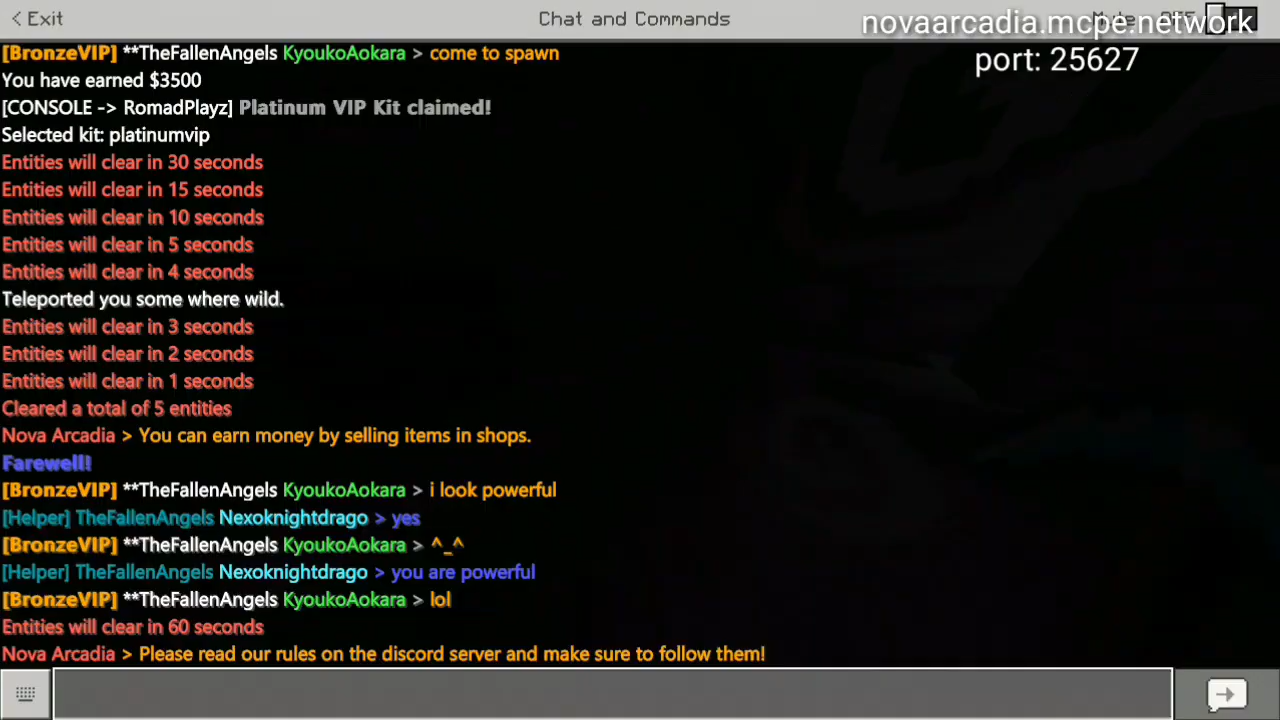 < Exit
Chat and Commands
novaarcadia.mcpe.network
port: 25627
[BronzeVIP] **TheFallenAngels KyoukoAokara > come to spawn
You have earned $3500
[CONSOLE -> RomadPlayz] Platinum VIP Kit claimed!
Selected kit: platinumvip
Entities will clear in 30 seconds
Entities will clear in 15 seconds
Entities will clear in 10 seconds
Entities will clear in 5 seconds
Entities will clear in 4 seconds
Teleported you some where wild.
Entities will clear in 3 seconds
Entities will clear in 2 seconds
Entities will clear in 1 seconds
Cleared a total of 5 entities
Nova Arcadia > You can earn money by selling items in shops.
Farewell!
[BronzeVIP] **TheFallenAngels KyoukoAokara > i look powerful
[Helper] TheFallenAngels Nexoknightdrago > yes
[BronzeVIP] **TheFallenAngels KyoukoAokara > ^_^
[Helper] TheFallenAngels Nexoknightdrago > you are powerful
[BronzeVIP] **TheFallenAngels KyoukoAokara > lol
Entities will clear in 60 seconds
Nova Arcadia > Please read our rules on the discord server and make sure to follow them!